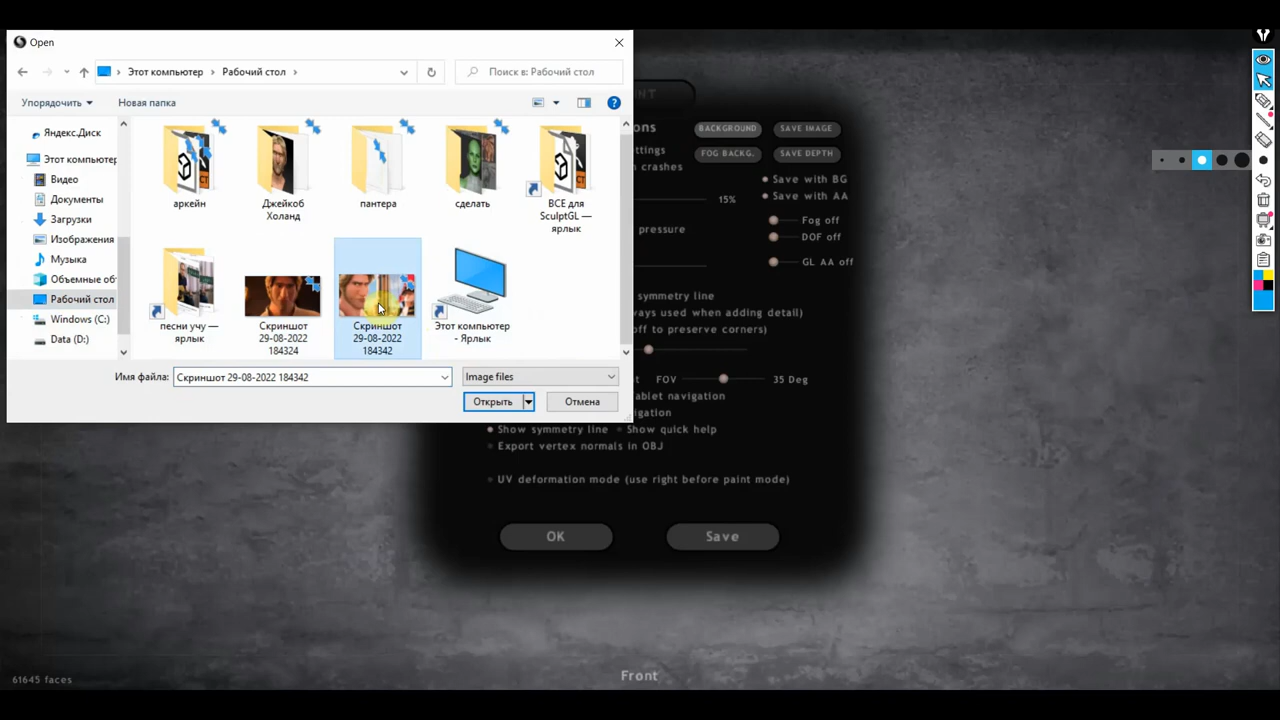 Open
Этот компьютер › Рабочий стол ›
Поиск в: Рабочий стол
Упорядочить
Новая папка
Яндекс.Диск
Этот компьютер
Видео
Документы
Загрузки
Изображения
Музыка
Объемные об
Рабочий стол
Windows (C:)
Data (D:)
аркейн
Джейкоб
Холанд
пантера
сделать
ВСЕ для
SculptGL —
ярлык
песни учу —
ярлык
Скриншот
29-08-2022
184324
Скриншот
29-08-2022
184342
Этот компьютер
- Ярлык
Имя файла:
Скриншот 29-08-2022 184342
Image files
Открыть
Отмена
NT
ons
BACKGROUND
SAVE IMAGE
ettings
FOG BACKG.
SAVE DEPTH
n crashes
Save with BG
15%
Save with AA
Fog off
pressure
DOF off
GL AA off
symmetry line
ays used when adding detail)
off to preserve corners)
nt
FOV
35 Deg
ablet navigation
igation
Show symmetry line
Show quick help
Export vertex normals in OBJ
UV deformation mode (use right before paint mode)
OK
Save
Front
61645 faces